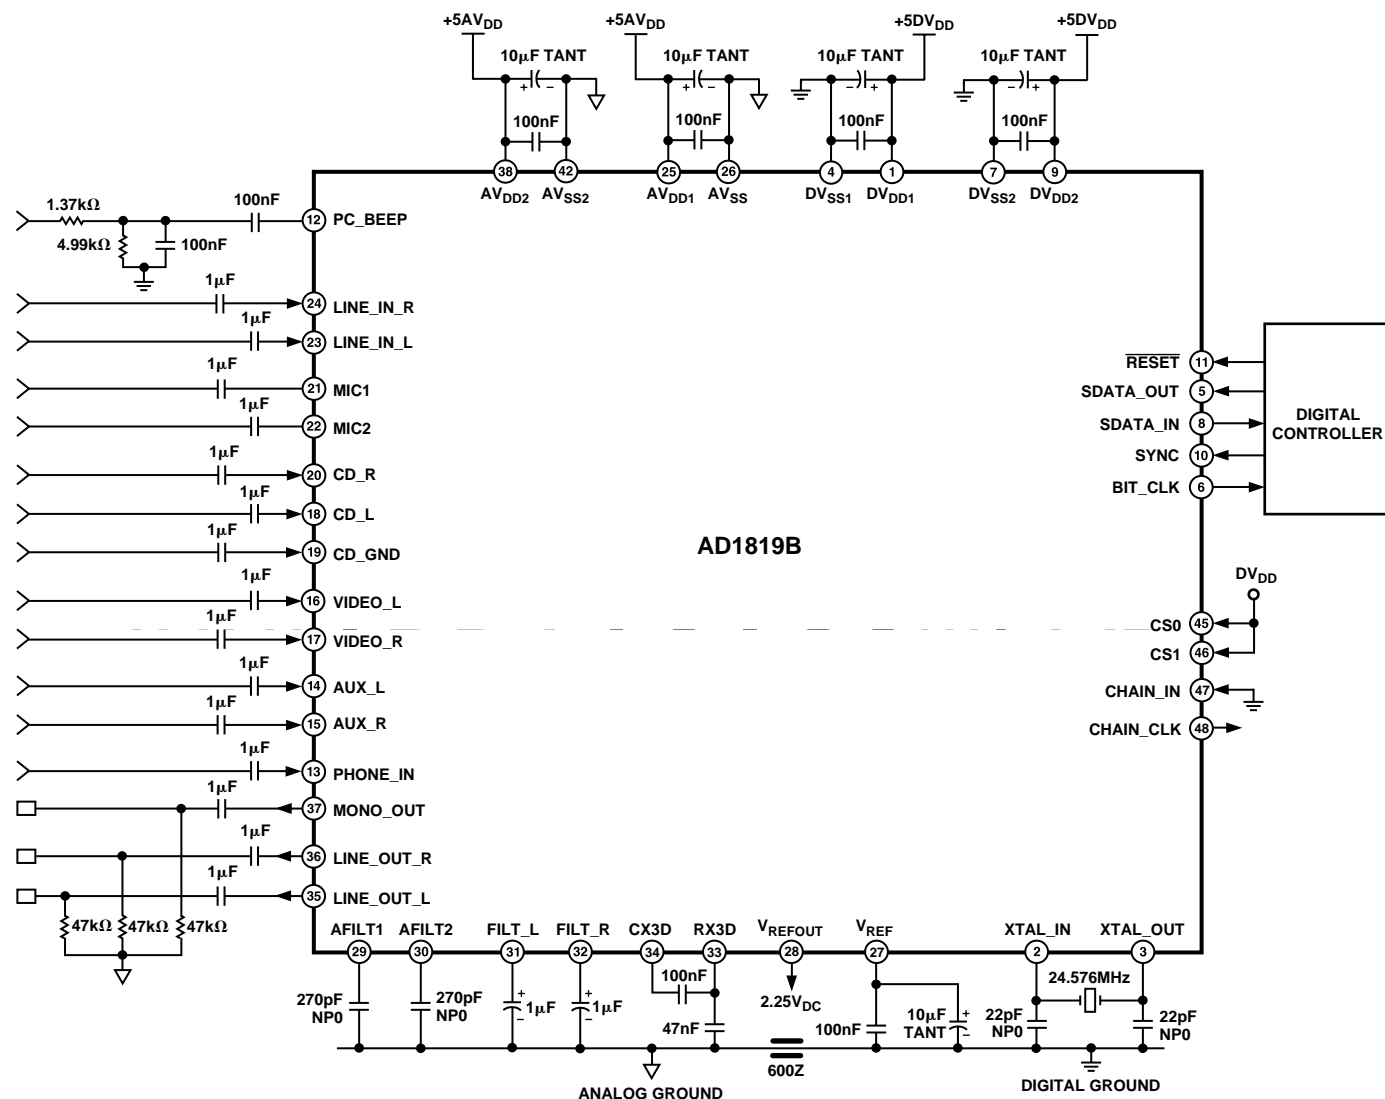 +5AVDD +5AVDD +5DVDD +5DVDD
10µF TANT 10µF TANT 10µF TANT 10µF TANT
+ − + − − + − +
100nF 100nF 100nF 100nF
38 42 25 26 4 1 7 9
AVDD2 AVSS2 AVDD1 AVSS DVSS1 DVDD1 DVSS2 DVDD2
1.37kΩ
4.99kΩ
100nF
100nF
12 PC_BEEP
1µF
24 LINE_IN_R
1µF
23 LINE_IN_L
1µF
21 MIC1
1µF
22 MIC2
1µF
20 CD_R
1µF
18 CD_L
1µF
19 CD_GND
1µF
16 VIDEO_L
1µF
17 VIDEO_R
1µF
14 AUX_L
1µF
15 AUX_R
1µF
13 PHONE_IN
1µF
37 MONO_OUT
1µF
36 LINE_OUT_R
1µF
35 LINE_OUT_L
47kΩ 47kΩ 47kΩ
AD1819B
RESET 11
SDATA_OUT 5
SDATA_IN 8
SYNC 10
BIT_CLK 6
DIGITAL
CONTROLLER
DVDD
CS0 45
CS1 46
CHAIN_IN 47
CHAIN_CLK 48
AFILT1 AFILT2 FILT_L FILT_R CX3D RX3D VREFOUT VREF XTAL_IN XTAL_OUT
29 30 31 32 34 33 28 27 2 3
270pF
NP0
270pF
NP0
+
1µF
−
+
1µF
−
100nF
47nF
2.25VDC
100nF
10µF
TANT
+
−
24.576MHz
22pF
NP0
22pF
NP0
600Z
ANALOG GROUND
DIGITAL GROUND